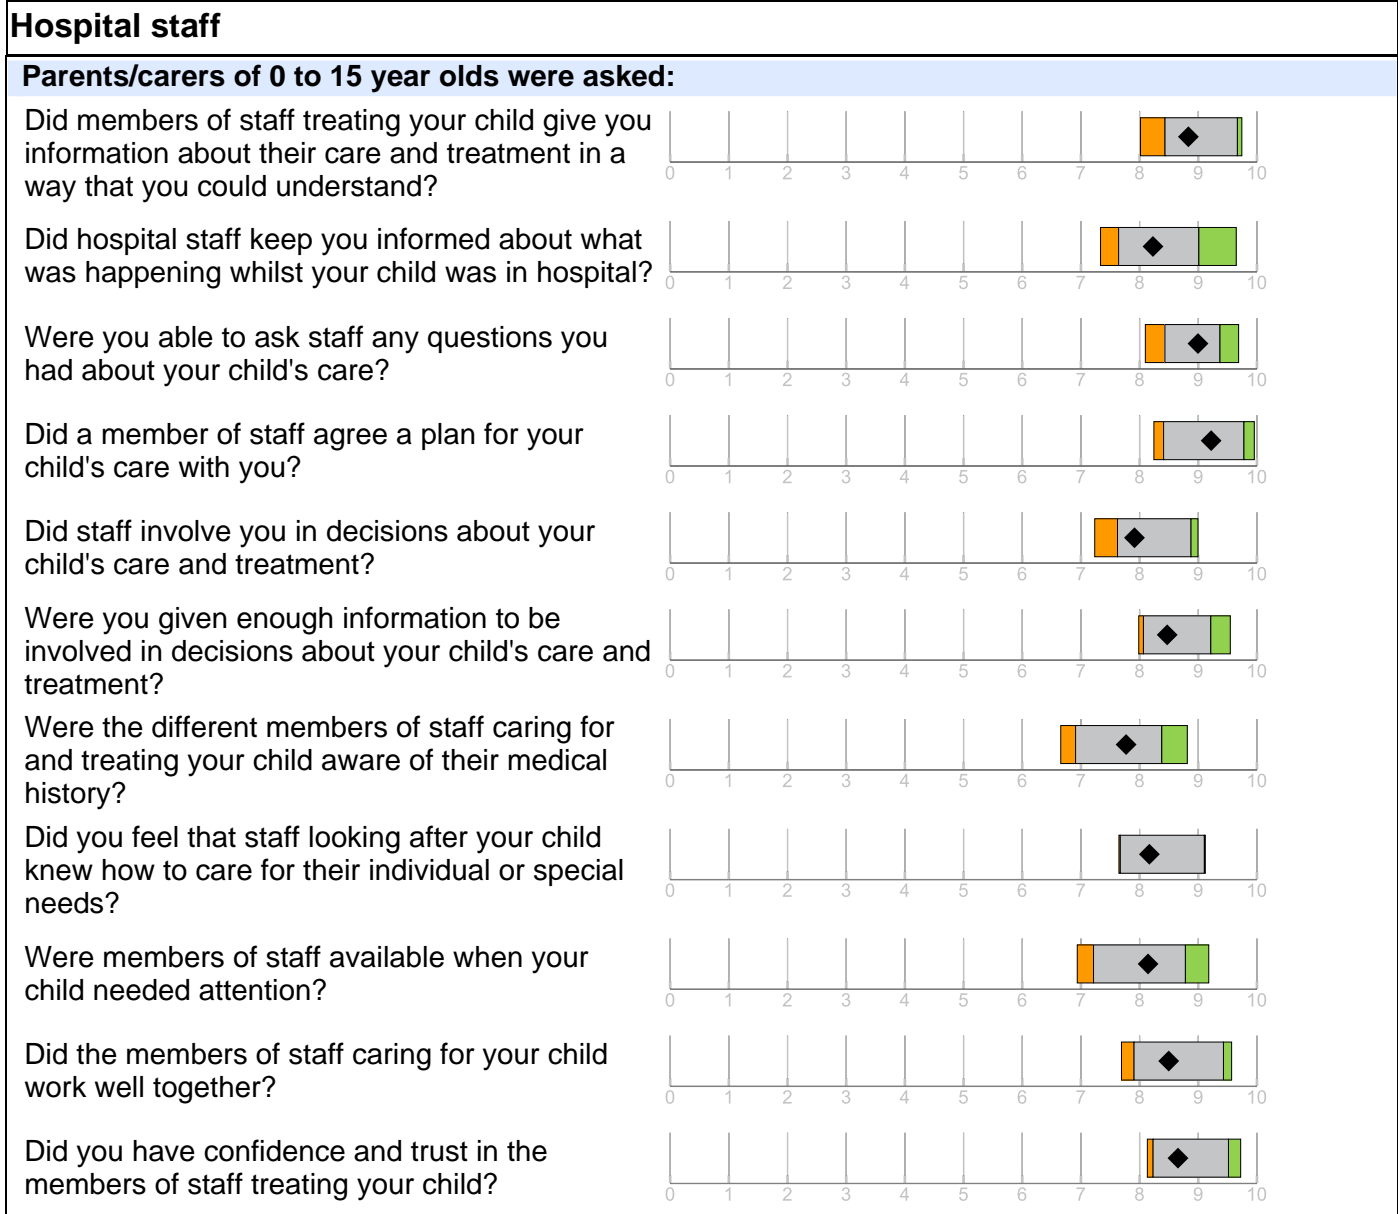 Hospital staff
Parents/carers of 0 to 15 year olds were asked:
Did members of staff treating your child give you
information about their care and treatment in a
way that you could understand?
0 1 2 3 4 5 6 7 8 9 10
Did hospital staff keep you informed about what
was happening whilst your child was in hospital?
0 1 2 3 4 5 6 7 8 9 10
Were you able to ask staff any questions you
had about your child's care?
0 1 2 3 4 5 6 7 8 9 10
Did a member of staff agree a plan for your
child's care with you?
0 1 2 3 4 5 6 7 8 9 10
Did staff involve you in decisions about your
child's care and treatment?
0 1 2 3 4 5 6 7 8 9 10
Were you given enough information to be
involved in decisions about your child's care and
treatment?
0 1 2 3 4 5 6 7 8 9 10
Were the different members of staff caring for
and treating your child aware of their medical
history?
0 1 2 3 4 5 6 7 8 9 10
Did you feel that staff looking after your child
knew how to care for their individual or special
needs?
0 1 2 3 4 5 6 7 8 9 10
Were members of staff available when your
child needed attention?
0 1 2 3 4 5 6 7 8 9 10
Did the members of staff caring for your child
work well together?
0 1 2 3 4 5 6 7 8 9 10
Did you have confidence and trust in the
members of staff treating your child?
0 1 2 3 4 5 6 7 8 9 10